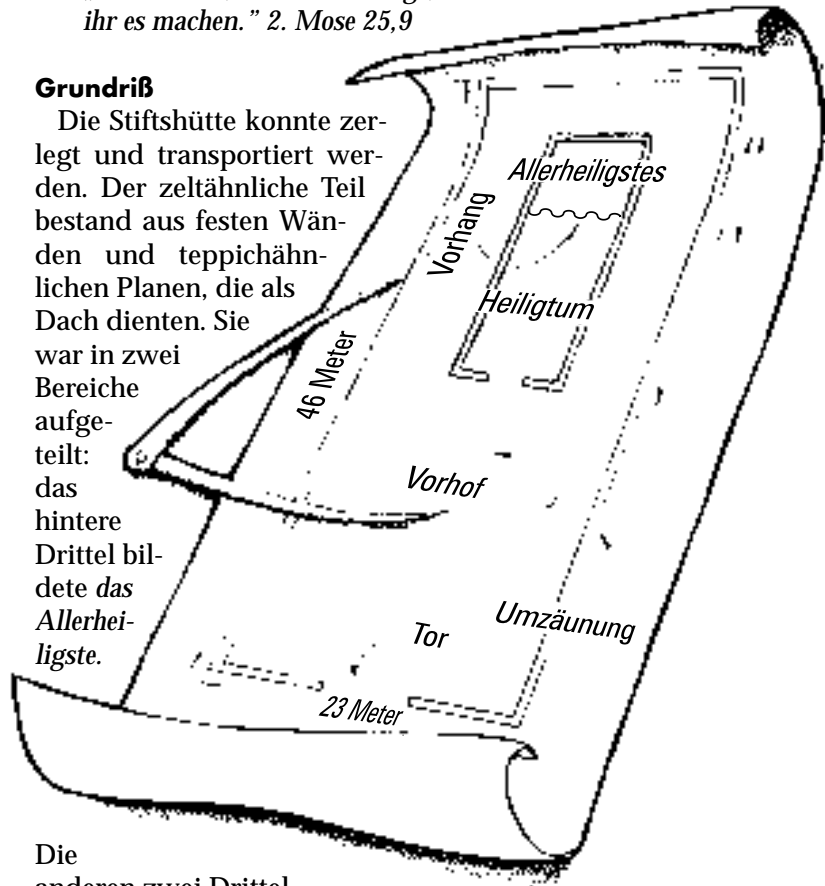 ihr es machen.” 2. Mose 25,9
Grundriß
Die Stiftshütte konnte zer-
legt und transportiert wer-
den. Der zeltähnliche Teil
bestand aus festen Wän-
den und teppichähn-
lichen Planen, die als
Dach dienten. Sie
war in zwei
Bereiche
aufge-
teilt:
das
hintere
Drittel bil-
dete das
Allerhei-
ligste.
Die
anderen zwei Drittel
Allerheiligstes
Vorhang
Heiligtum
46 Meter
Vorhof
Umzäunung
Tor
23 Meter